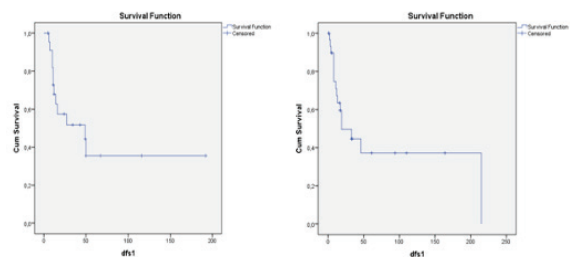 Survival Function
Survival Function
Censored
Cum Survival
1,0
0,8
0,6
0,4
0,2
0,0
0
50
100
150
200
dfs1
Survival Function
Survival Function
Censored
Cum Survival
1,0
0,8
0,6
0,4
0,2
0,0
0
50
100
150
200
250
dfs1